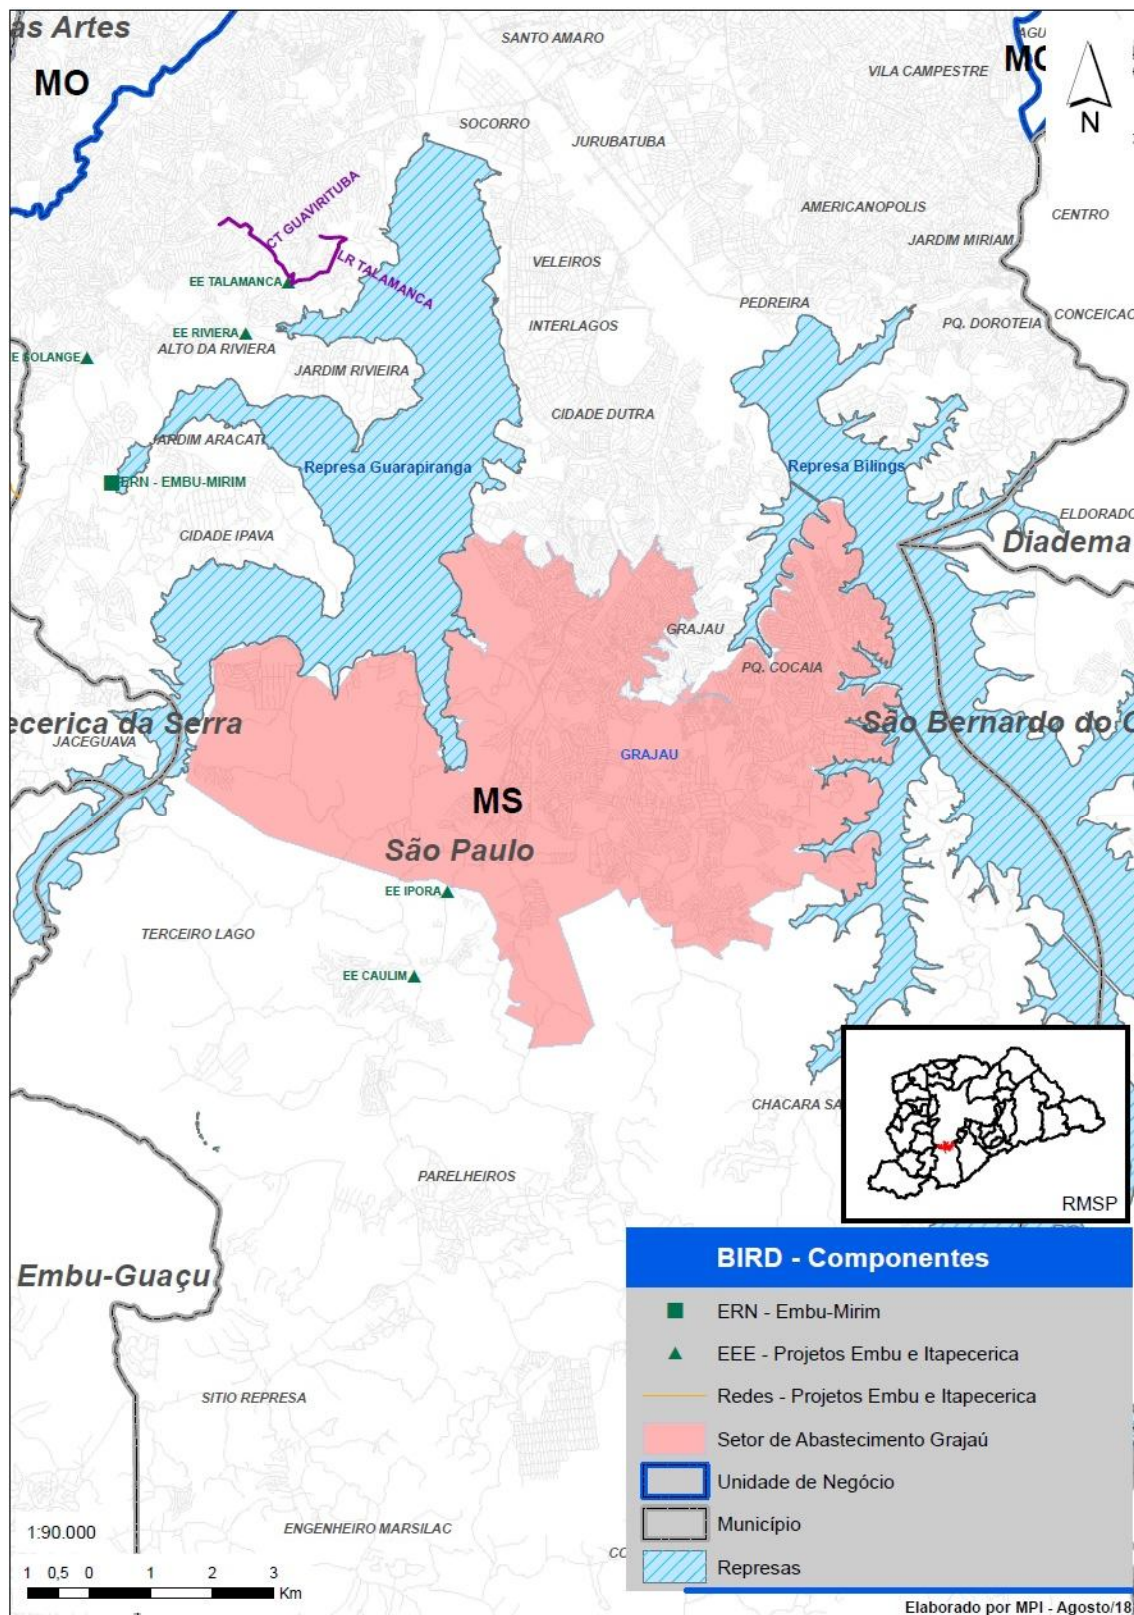 as Artes
MO
SANTO AMARO
VILA CAMPESTRE
N
SOCORRO
JURUBATUBA
CT GUAVIRITUBA
LR TALAMANCA
AMERICANOPOLIS
CENTRO
JARDIM MIRIAM
VELEIROS
EE TALAMANCA
PEDREIRA
CONCEICAO
PQ. DOROTEIA
INTERLAGOS
EE RIVIERA
ALTO DA RIVIERA
E SOLANGE
JARDIM RIVIEIRA
CIDADE DUTRA
JARDIM ARACATI
Represa Guarapiranga
Represa Bilings
ERN - EMBU-MIRIM
ELDORADO
CIDADE IPAVA
Diadema
GRAJAU
PQ. COCAIA
ecerica da Serra
São Bernardo do C
JACEGUAVA
GRAJAU
MS
São Paulo
EE IPORA
TERCEIRO LAGO
EE CAULIM
CHACARA SA
PARELHEIROS
RMSP
Embu-Guaçu
BIRD - Componentes
ERN - Embu-Mirim
EEE - Projetos Embu e Itapecerica
Redes - Projetos Embu e Itapecerica
Setor de Abastecimento Grajaú
Unidade de Negócio
Município
Represas
SITIO REPRESA
ENGENHEIRO MARSILAC
1:90.000
1 0,5 0 1 2 3
Km
Elaborado por MPI - Agosto/18